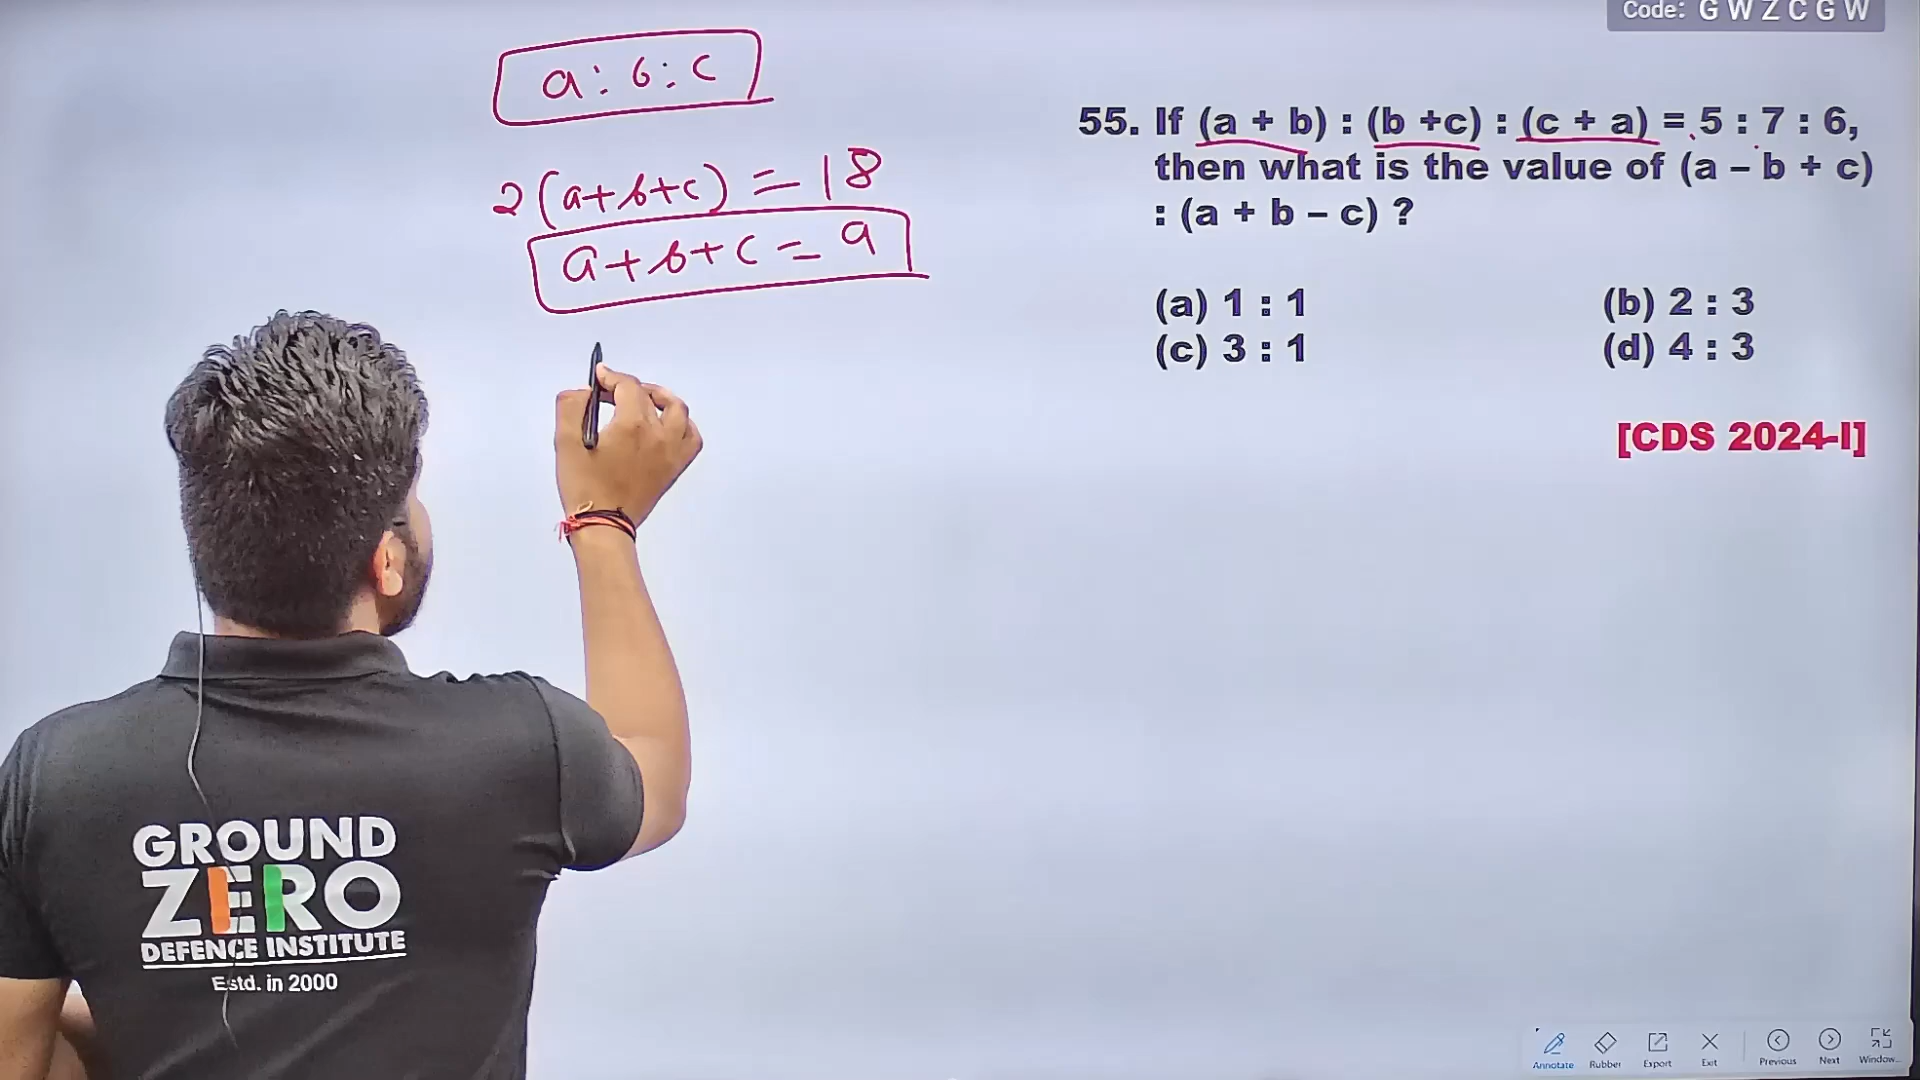 Code: G W Z C G W
a : b : c
2 (a+b+c) = 18
a+b+c = 9
55. If (a + b) : (b +c) : (c + a) = 5 : 7 : 6,
then what is the value of (a – b + c)
: (a + b – c) ?
(a) 1 : 1
(b) 2 : 3
(c) 3 : 1
(d) 4 : 3
[CDS 2024-I]
GROUND
ZERO
DEFENCE INSTITUTE
Estd. in 2000
Annotate Rubber Export Exit Previous Next Window...